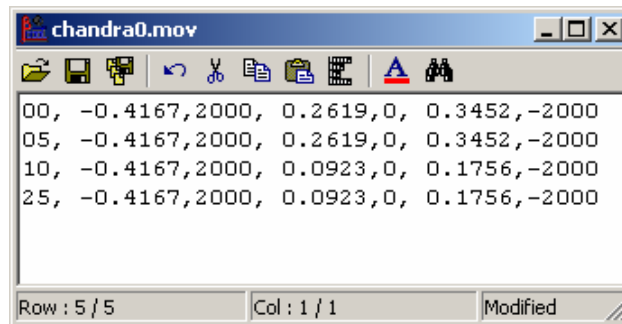 chandra0.mov
00, -0.4167,2000, 0.2619,0, 0.3452,-2000
05, -0.4167,2000, 0.2619,0, 0.3452,-2000
10, -0.4167,2000, 0.0923,0, 0.1756,-2000
25, -0.4167,2000, 0.0923,0, 0.1756,-2000
Row : 5 / 5 Col : 1 / 1 Modified